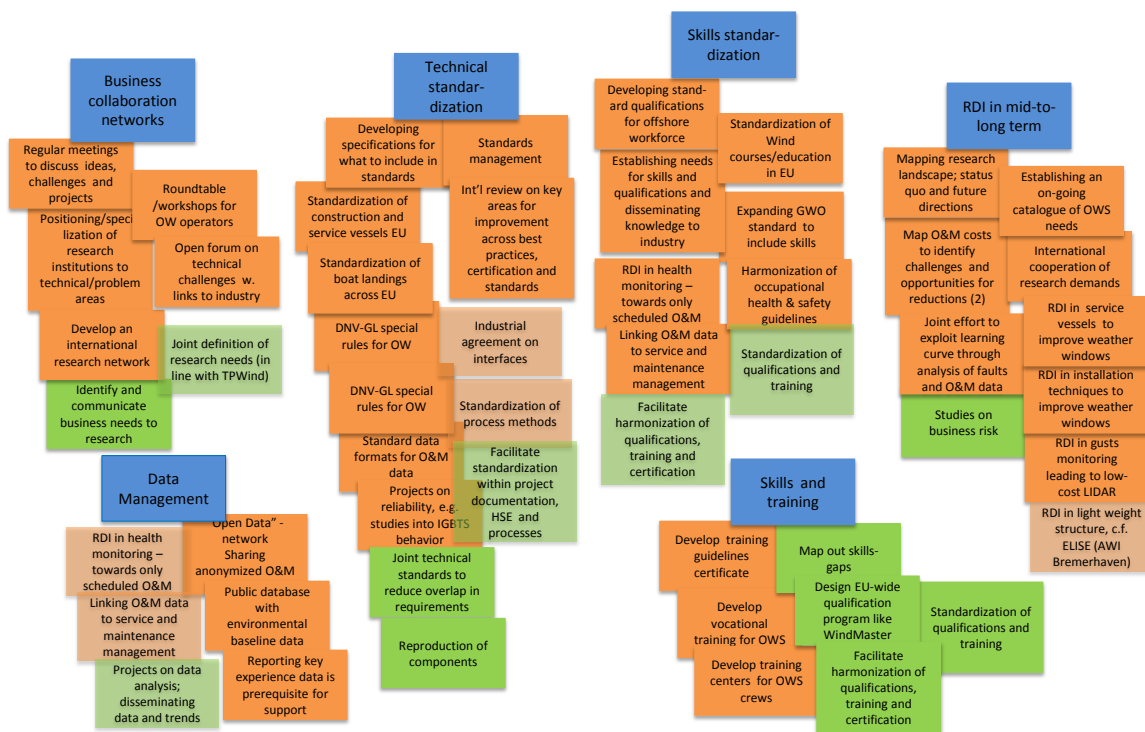 Business
collaboration
networks
Regular meetings
to discuss ideas,
challenges and
projects
Roundtable
/workshops for
OW operators
Positioning/speci
lization of
research
institutions to
technical/problem
areas
Open forum on
technical
challenges w.
links to industry
Develop an
international
research network
Joint definition of
research needs (in
line with TPWind)
Identify and
communicate
business needs to
research
Data
Management
RDI in health
monitoring –
towards only
scheduled O&M
Open Data” -
network
Sharing
anonymized O&M
Linking O&M data
to service and
maintenance
management
Public database
with
environmental
baseline data
Projects on data
analysis;
disseminating
data and trends
Reporting key
experience data is
prerequisite for
support
Technical
standar-
dization
Developing
specifications for
what to include in
standards
Standards
management
Standardization of
construction and
service vessels EU
Int’l review on key
areas for
improvement
across best
practices,
certification and
standards
Standardization of
boat landings
across EU
DNV-GL special
rules for OW
Industrial
agreement on
interfaces
DNV-GL special
rules for OW
Standardization of
process methods
Standard data
formats for O&M
data
Facilitate
standardization
within project
documentation,
HSE and
processes
Projects on
reliability, e.g.
studies into IGBTS
behavior
Joint technical
standards to
reduce overlap in
requirements
Reproduction of
components
Skills standar-
dization
Developing stand-
ard qualifications
for offshore
workforce
Standardization of
Wind
courses/education
in EU
Establishing needs
for skills and
qualifications and
disseminating
knowledge to
industry
Expanding GWO
standard to
include skills
RDI in health
monitoring –
towards only
scheduled O&M
Harmonization of
occupational
health & safety
guidelines
Linking O&M data
to service and
maintenance
management
Standardization of
qualifications and
training
Facilitate
harmonization of
qualifications,
training and
certification
Skills and
training
Develop training
guidelines
certificate
Map out skills-
gaps
Develop
vocational
training for OWS
Design EU-wide
qualification
program like
WindMaster
Standardization
of qualifications and
training
Develop training
centers for OWS
crews
Facilitate
harmonization of
qualifications,
training and
certification
RDI in mid-to-
long term
Mapping research
landscape; status
quo and future
directions
Establishing an
on-going
catalogue of OWS
needs
Map O&M costs
to identify
challenges and
opportunities for
reductions (2)
International
cooperation of
research demands
Joint effort to
exploit learning
curve through
analysis of faults
and O&M data
RDI in service
vessels to
improve weather
windows
RDI in installation
techniques to
improve weather
windows
Studies on
business risk
RDI in gusts
monitoring
leading to low-
cost LIDAR
RDI in light weight
structure, c.f.
ELISE (AWI
Bremerhaven)